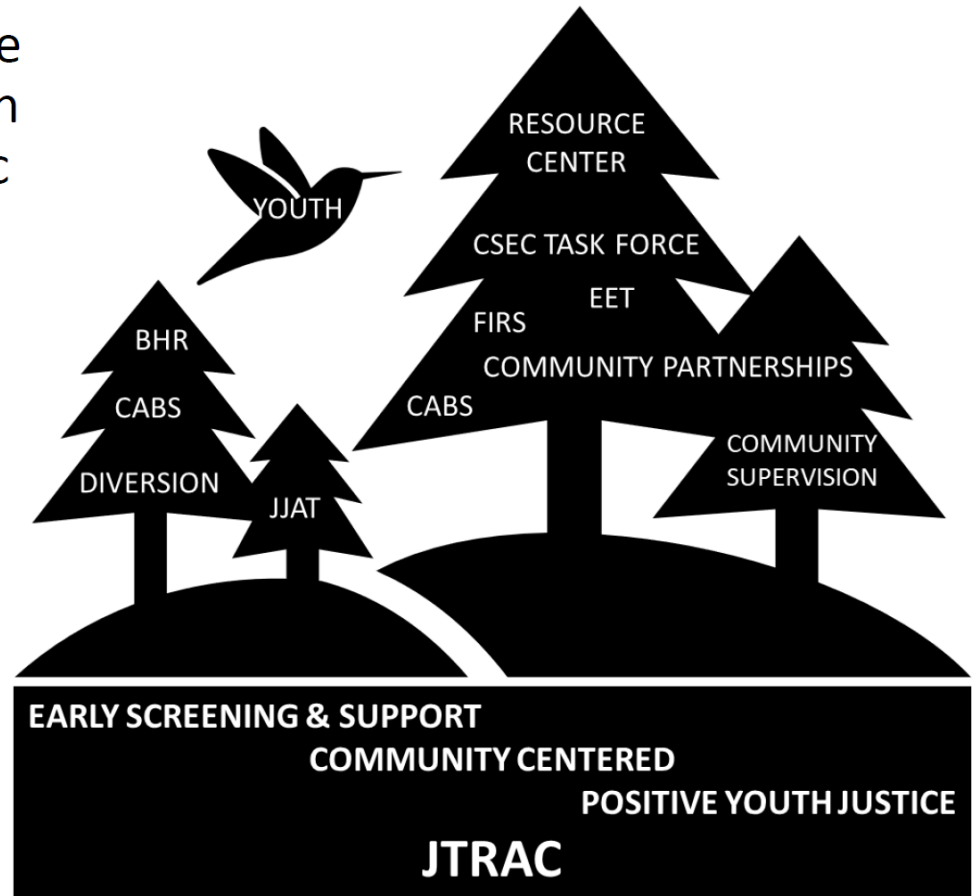 e
n
c
YOUTH
RESOURCE
CENTER
CSEC TASK FORCE
EET
FIRS
COMMUNITY PARTNERSHIPS
CABS
COMMUNITY
SUPERVISION
BHR
CABS
DIVERSION
JJAT
EARLY SCREENING & SUPPORT
COMMUNITY CENTERED
POSITIVE YOUTH JUSTICE
JTRAC